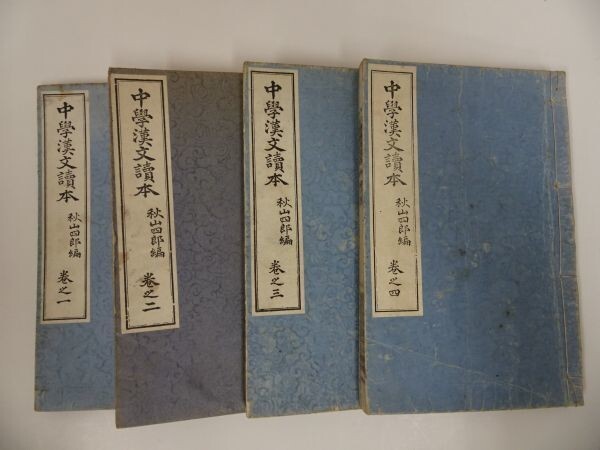 中學漢文讀本
秋山四郎編
卷之一
中學漢文讀本
秋山四郎編
卷之二
中學漢文讀本
秋山四郎編
卷之三
中學漢文讀本
秋山四郎編
卷之四